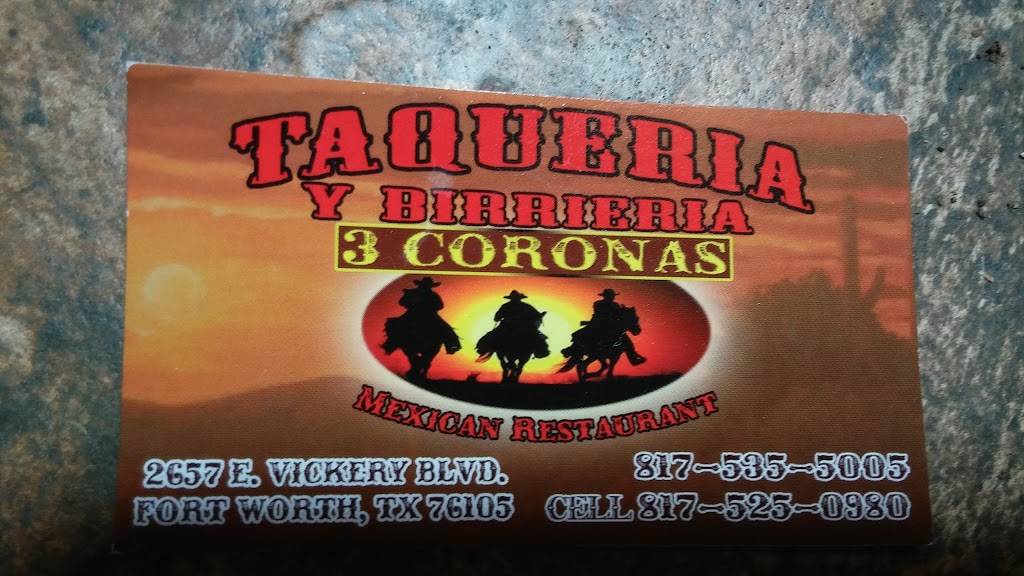 TAQUERIA
Y BIRRIERIA
3 CORONAS
MEXICAN RESTAURANT
2657 E. VICKERY BLVD.
FORT WORTH, TX 76105
817-535-5005
CELL 817-525-0980